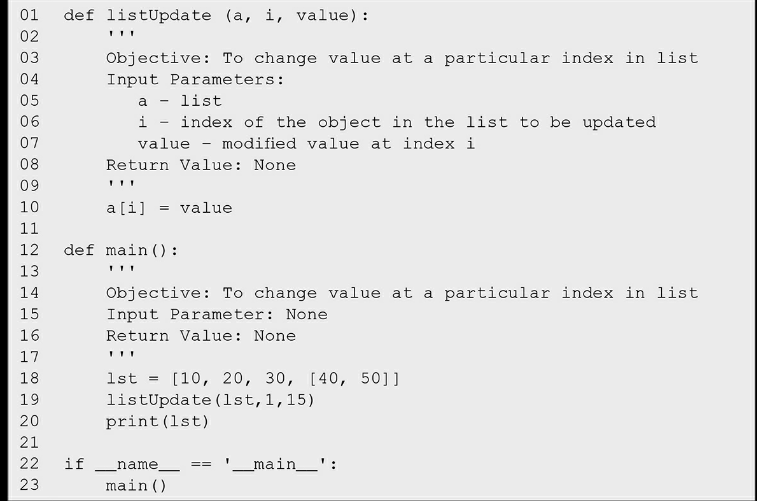 01 def listUpdate (a, i, value):
02     '''
03     Objective: To change value at a particular index in list
04     Input Parameters:
05        a – list
06        i – index of the object in the list to be updated
07        value – modified value at index i
08     Return Value: None
09     '''
10     a[i] = value
11
12 def main():
13     '''
14     Objective: To change value at a particular index in list
15     Input Parameter: None
16     Return Value: None
17     '''
18     lst = [10, 20, 30, [40, 50]]
19     listUpdate(lst,1,15)
20     print(lst)
21
22 if __name__ == '__main__':
23     main()